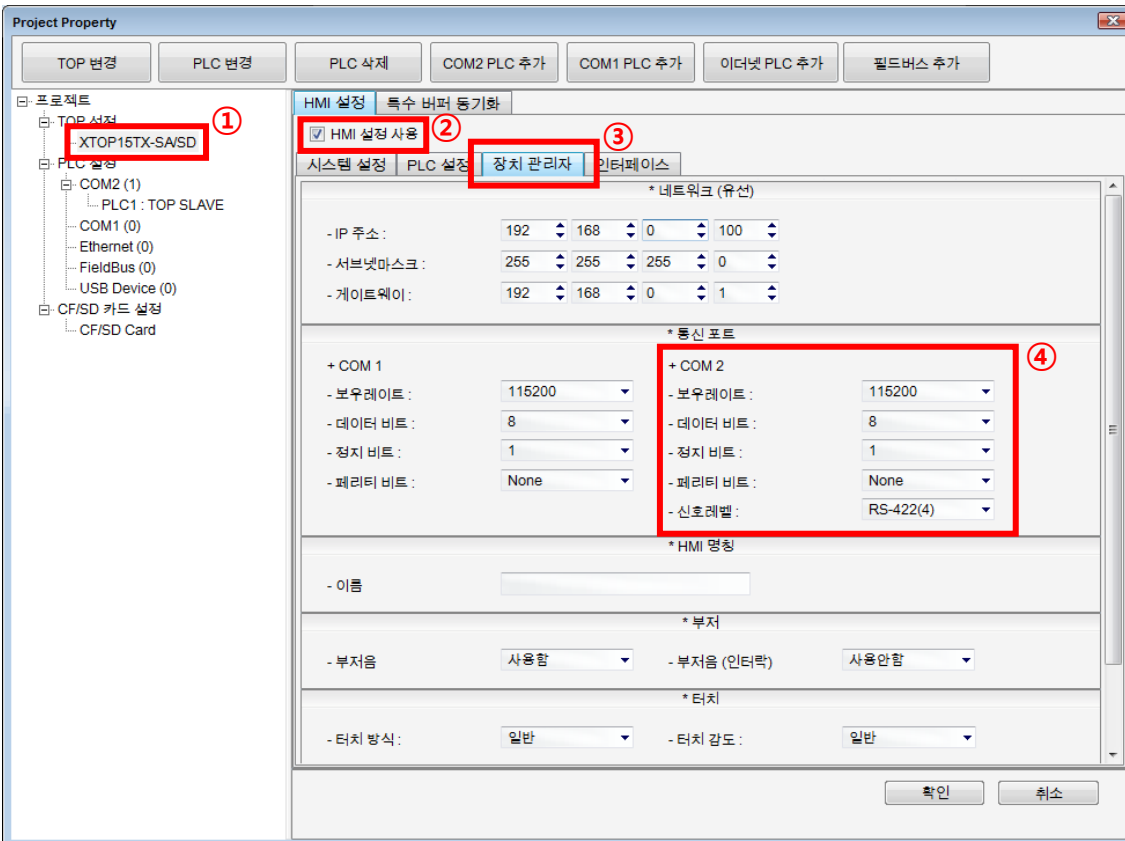 Project Property
TOP 변경 PLC 변경 PLC 삭제 COM2 PLC 추가 COM1 PLC 추가 이더넷 PLC 추가 필드버스 추가
프로젝트
TOP 설정
XTOP15TX-SA/SD
PLC 설정
COM2 (1)
PLC1 : TOP SLAVE
COM1 (0)
Ethernet (0)
FieldBus (0)
USB Device (0)
CF/SD 카드 설정
CF/SD Card
①
HMI 설정 특수 버퍼 동기화
HMI 설정 사용 ②
③
시스템 설정 PLC 설정 장치 관리자 인터페이스
* 네트워크 (유선)
- IP 주소 : 192 168 0 100
- 서브넷마스크 : 255 255 255 0
- 게이트웨이 : 192 168 0 1
* 통신 포트
④
+ COM 1 + COM 2
- 보우레이트 : 115200 - 보우레이트 : 115200
- 데이터 비트 : 8 - 데이터 비트 : 8
- 정지 비트 : 1 - 정지 비트 : 1
- 페리티 비트 : None - 페리티 비트 : None
- 신호레벨 : RS-422(4)
* HMI 명칭
- 이름
* 부저
- 부저음 사용함 - 부저음 (인터락) 사용안함
* 터치
- 터치 방식 : 일반 - 터치 감도 : 일반
확인 취소